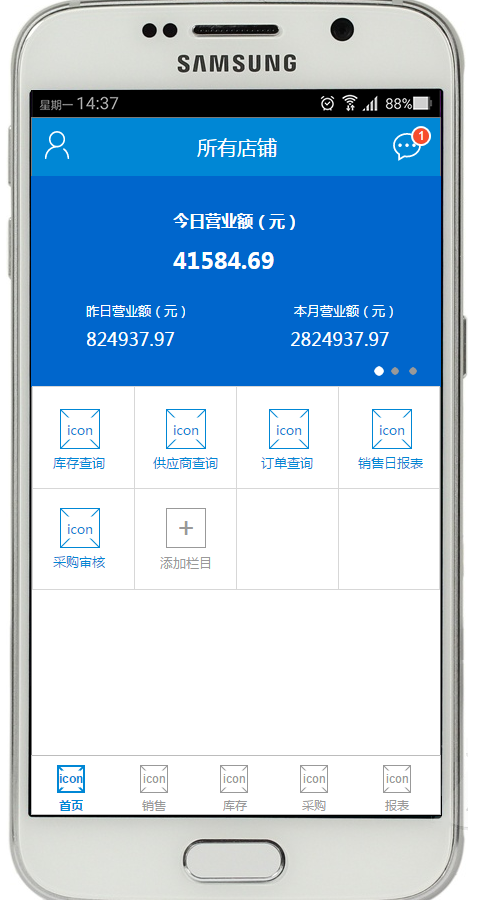 SAMSUNG
星期一 14:37 88%
所有店铺 1
今日营业额（元）
41584.69
昨日营业额（元） 本月营业额（元）
824937.97 2824937.97
icon icon icon icon
库存查询 供应商查询 订单查询 销售日报表
icon +
采购审核 添加栏目
icon icon icon icon icon
首页 销售 库存 采购 报表